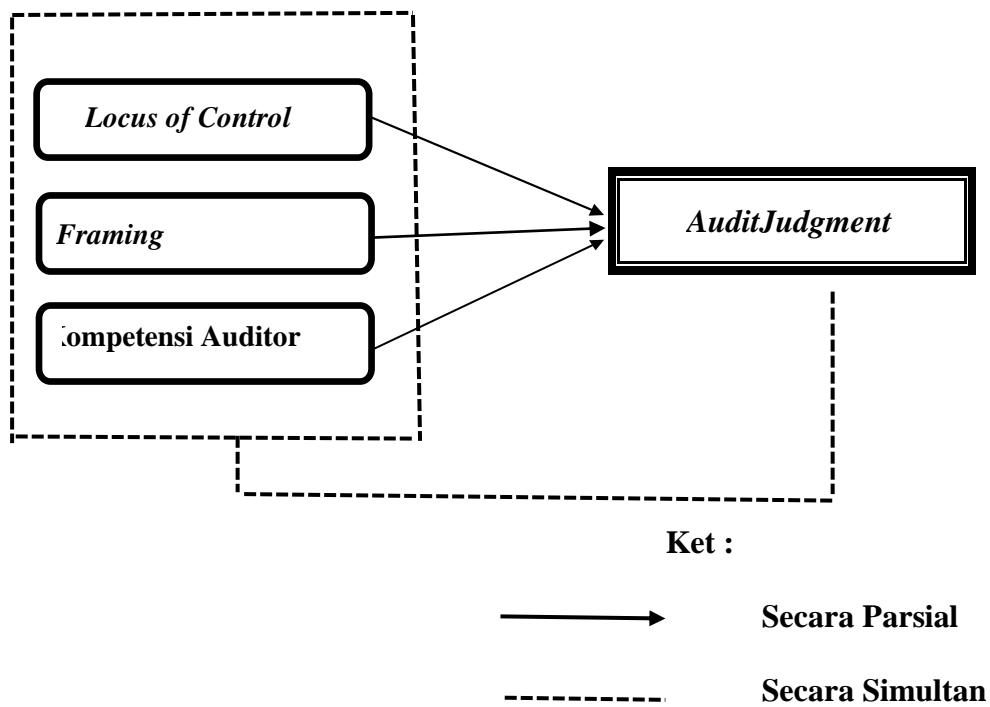 Locus of Control
Framing
AuditJudgment
ompetensi Auditor
Ket :
Secara Parsial
Secara Simultan